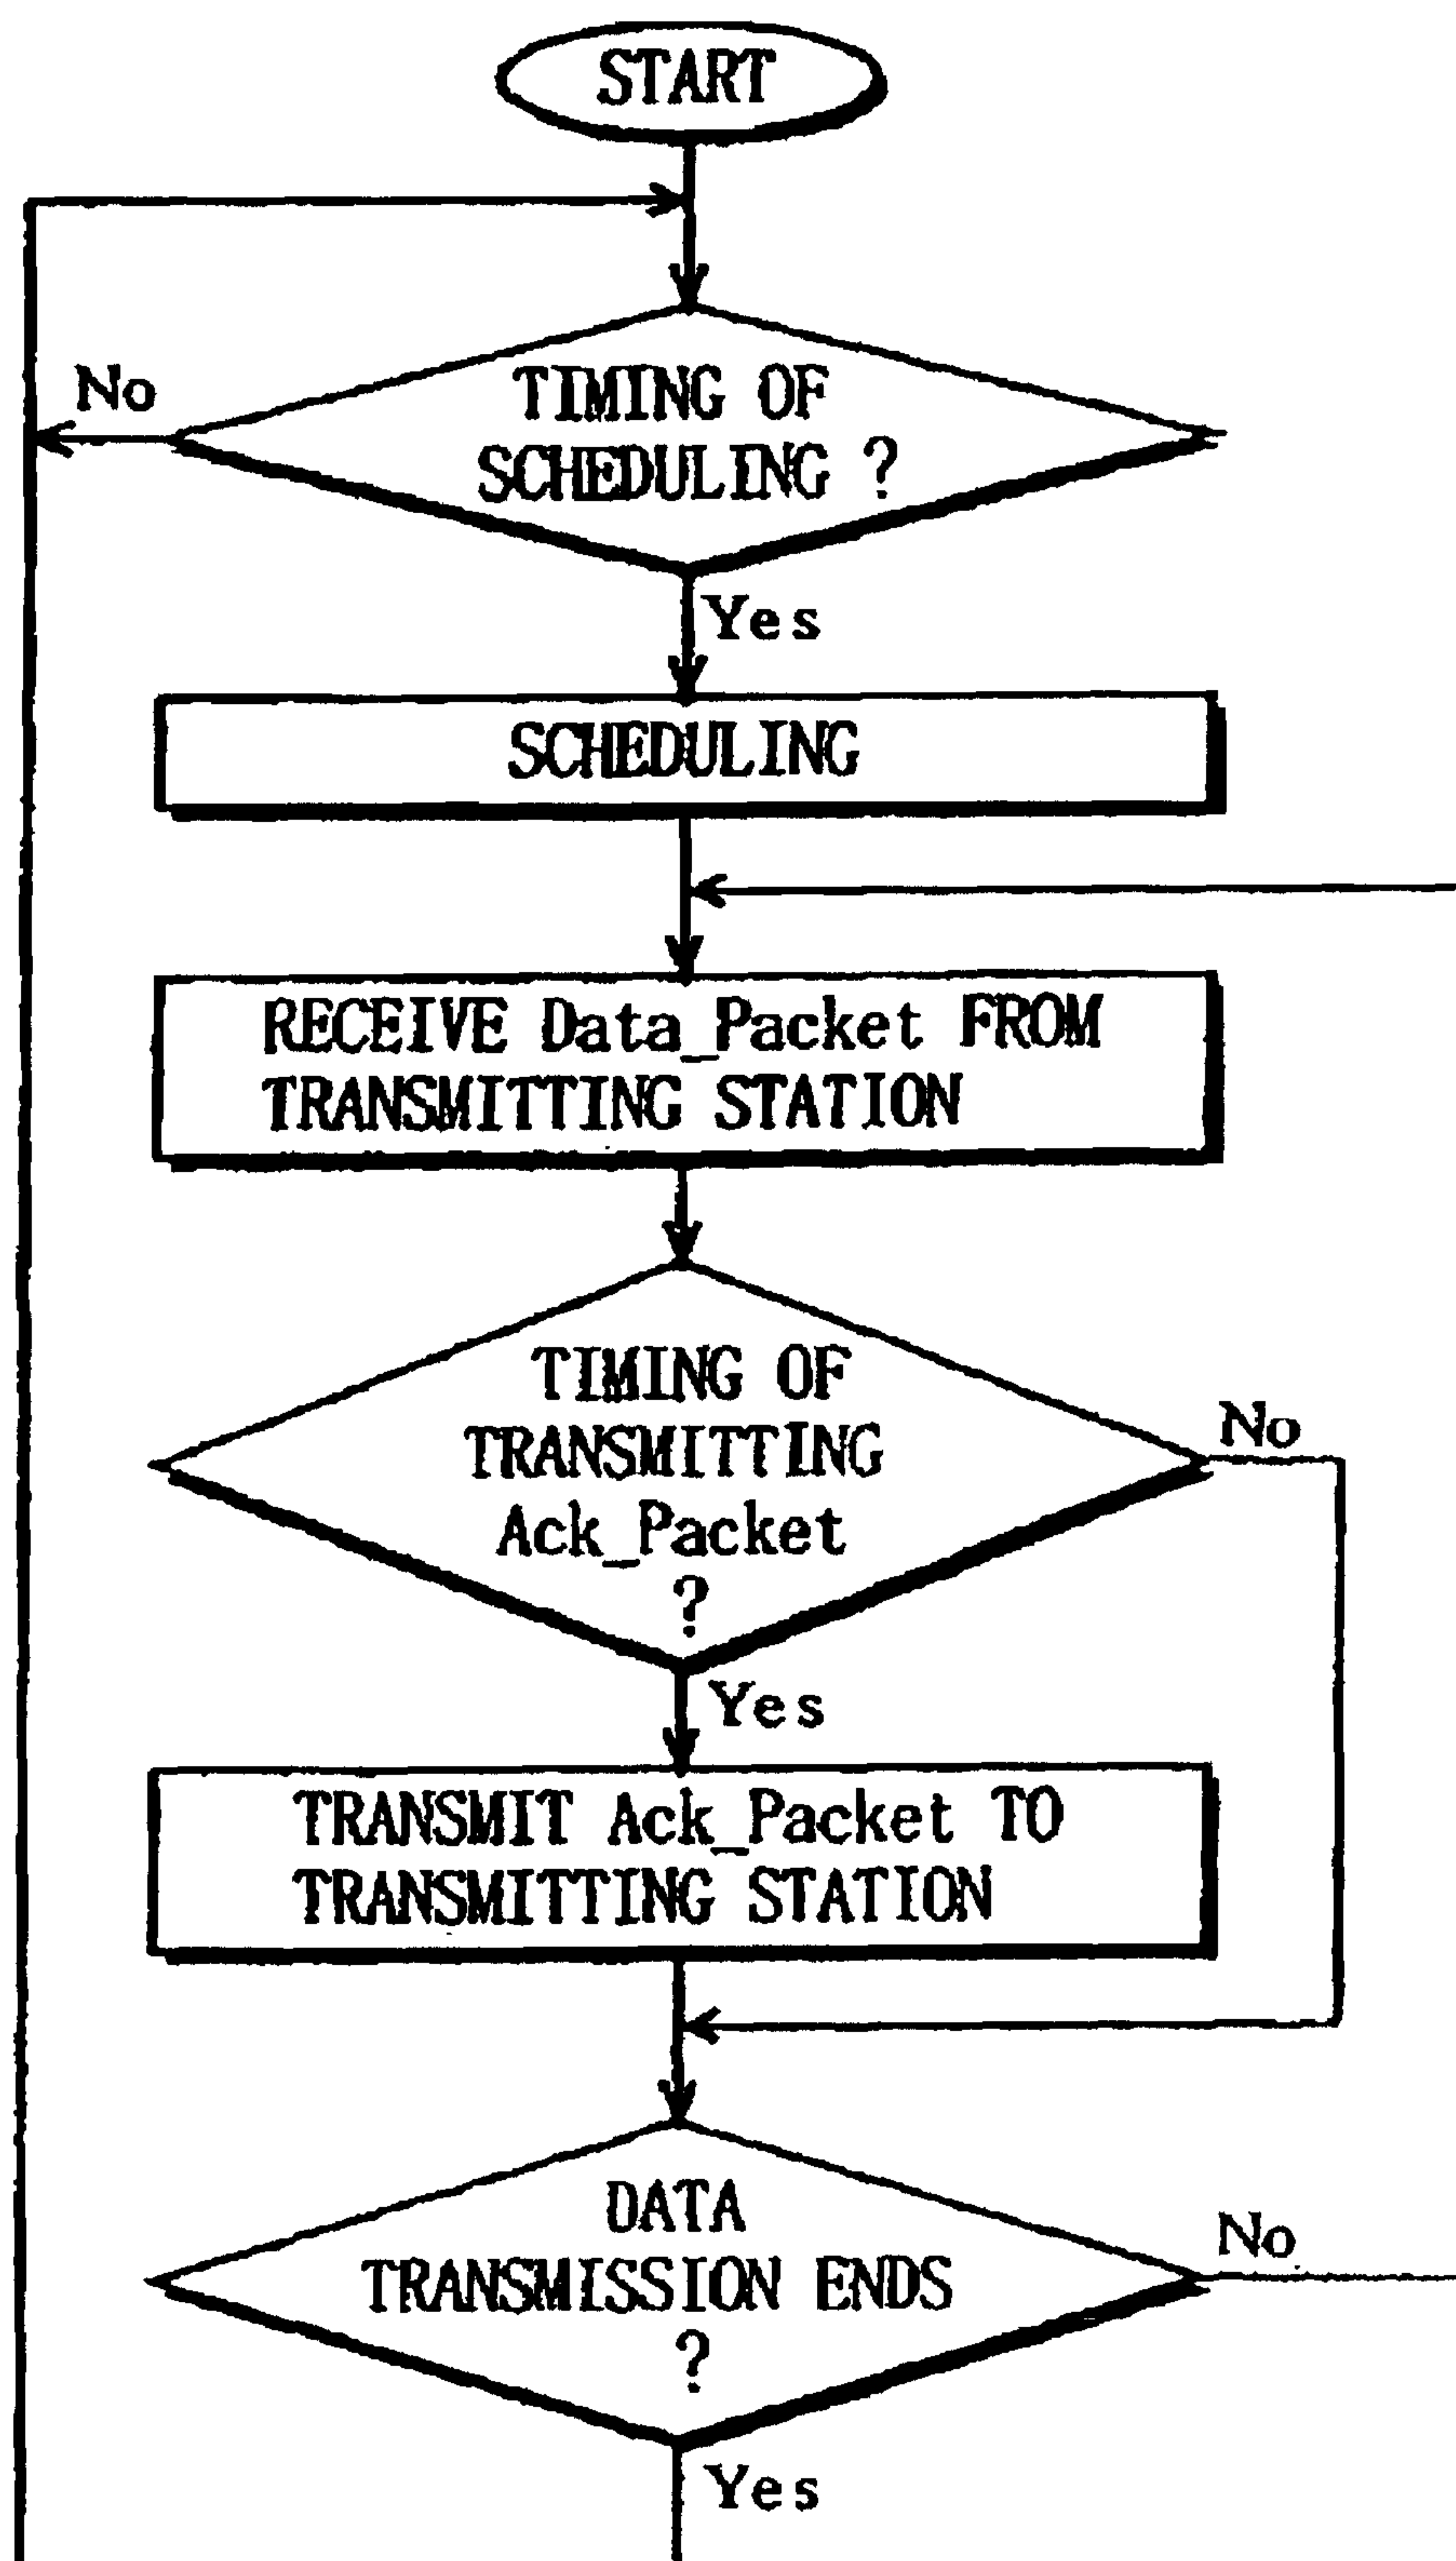 START
No
TIMING OF
SCHEDULING ?
Yes
SCHEDULING
RECEIVE Data_Packet FROM
TRANSMITTING STATION
TIMING OF
TRANSMITTING
Ack_Packet
?
No
Yes
TRANSMIT Ack_Packet TO
TRANSMITTING STATION
DATA
TRANSMISSION ENDS
?
No
Yes